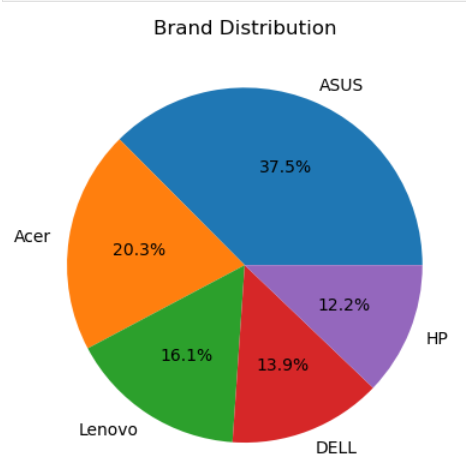 Brand Distribution
ASUS
37.5%
Acer
20.3%
12.2%
HP
16.1%
13.9%
Lenovo
DELL